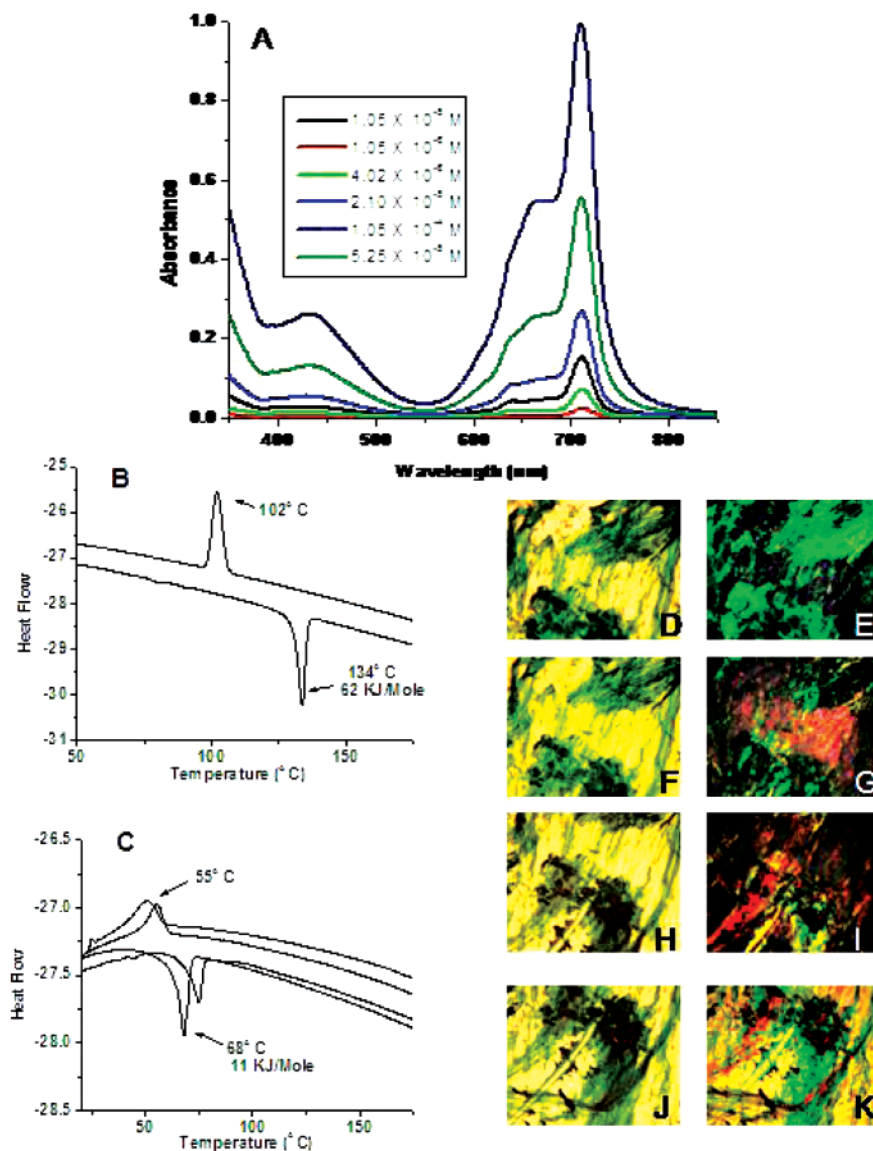 A
1.0
0.8
0.6
0.4
0.2
0.0
Absorbance
1.05 X 10⁻⁵ M
4.02 X 10⁻⁶ M
2.10 X 10⁻⁵ M
1.05 X 10⁻⁴ M
5.25 X 10⁻⁵ M
400 500 600 700 800
Wavelength (nm)
B
-25
-26
-27
-28
-29
-30
-31
Heat Flow
102° C
134° C
62 KJ/Mole
50 100 150
Temperature (° C)
C
-26.5
-27.0
-27.5
-28.0
-28.5
Heat Flow
55° C
68° C
11 KJ/Mole
50 100 150
Temperature (° C)
D E
F G
H I
J K